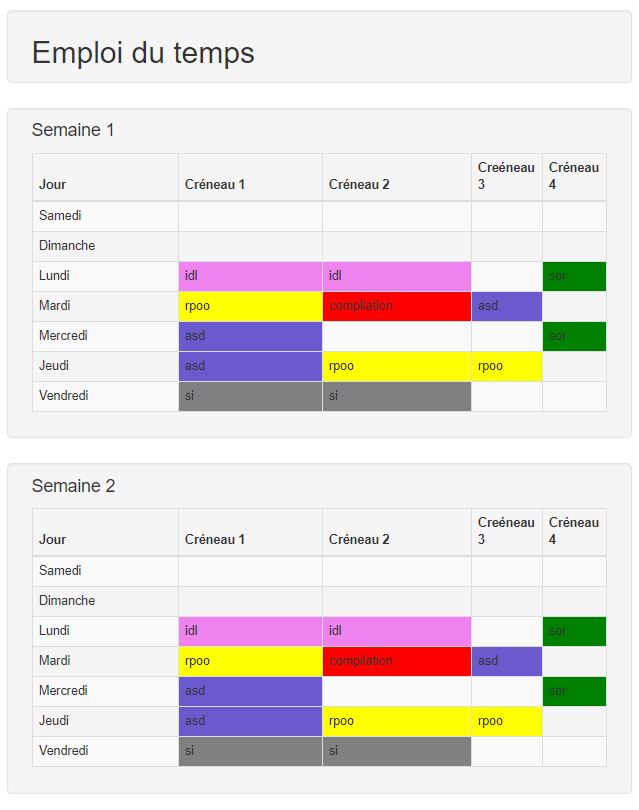 Emploi du temps
Semaine 1
Jour Créneau 1 Créneau 2 Creéneau 3 Créneau 4
Samedi
Dimanche
Lundi idl idl sor
Mardi rpoo compilation asd
Mercredi asd sor
Jeudi asd rpoo rpoo
Vendredi si si
Semaine 2
Jour Créneau 1 Créneau 2 Creéneau 3 Créneau 4
Samedi
Dimanche
Lundi idl idl sor
Mardi rpoo compilation asd
Mercredi asd sor
Jeudi asd rpoo rpoo
Vendredi si si